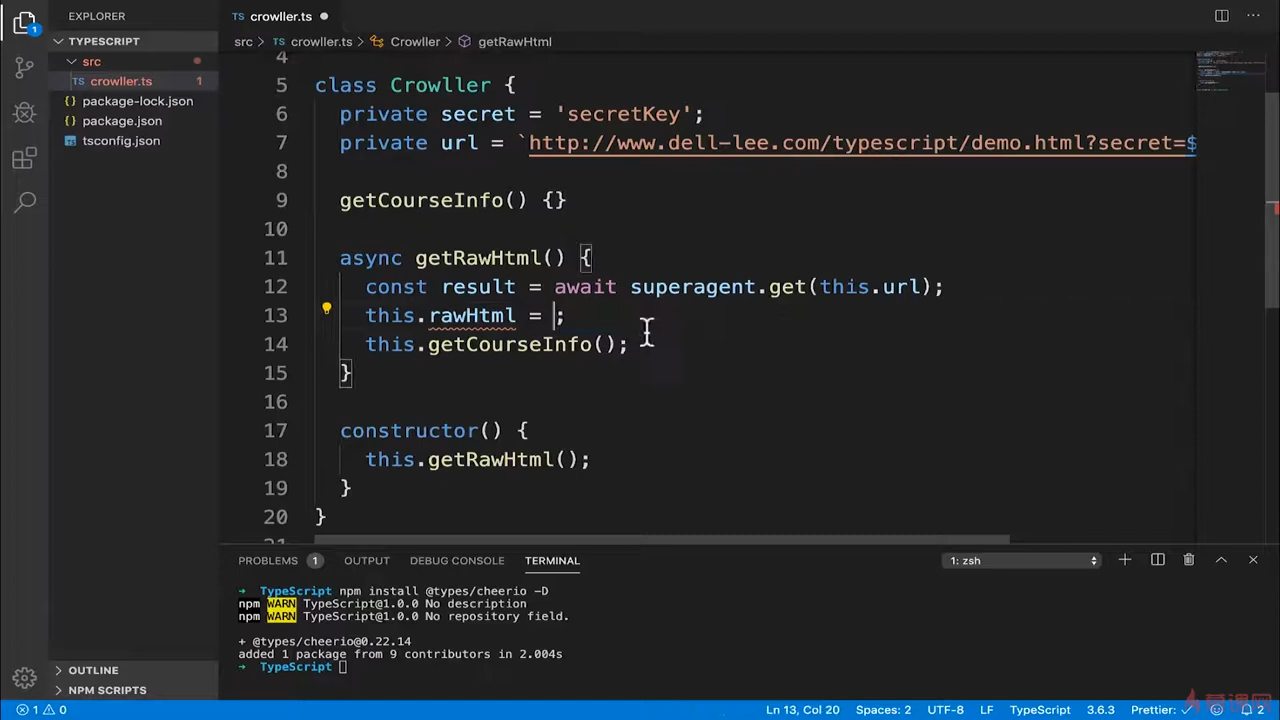 EXPLORER
TS crowller.ts
TYPESCRIPT
src > TS crowller.ts > Crowller > getRawHtml
src
TS crowller.ts 1
package-lock.json
package.json
tsconfig.json
1
4
5 class Crowller {
6 private secret = 'secretKey';
7 private url = `http://www.dell-lee.com/typescript/demo.html?secret=$
8
9 getCourseInfo() {}
10
11 async getRawHtml() {
12 const result = await superagent.get(this.url);
13 this.rawHtml = ;
14 this.getCourseInfo();
15 }
16
17 constructor() {
18 this.getRawHtml();
19 }
20 }
PROBLEMS 1 OUTPUT DEBUG CONSOLE TERMINAL 1: zsh
→ TypeScript npm install @types/cheerio -D
npm WARN TypeScript@1.0.0 No description
npm WARN TypeScript@1.0.0 No repository field.
+ @types/cheerio@0.22.14
added 1 package from 9 contributors in 2.004s
→ TypeScript
OUTLINE
NPM SCRIPTS
1 0 Ln 13, Col 20 Spaces: 2 UTF-8 LF TypeScript 3.6.3 Prettier: ✓ 2
慕课网